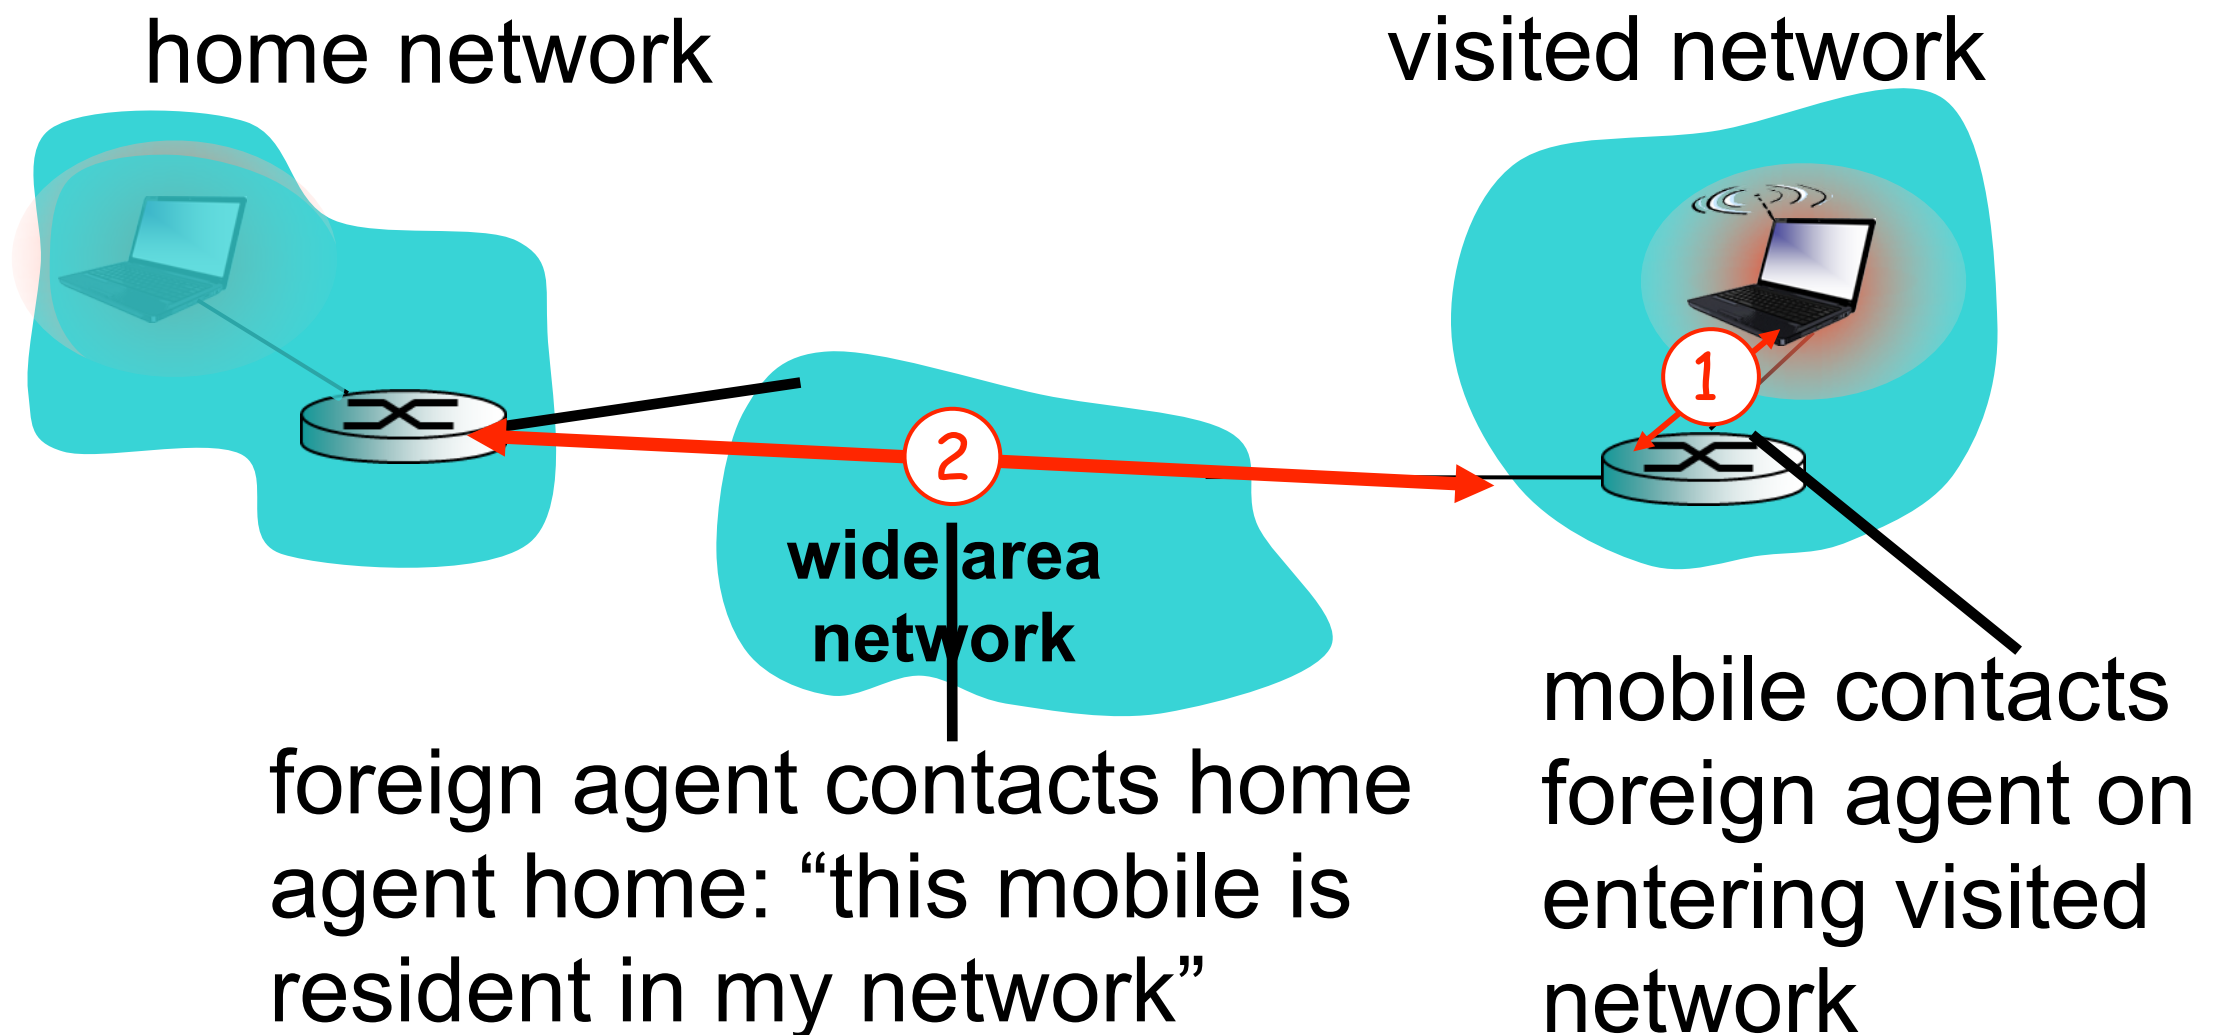 home network
visited network
1
2
wide area
network
foreign agent contacts home
agent home: “this mobile is
resident in my network”
mobile contacts
foreign agent on
entering visited
network